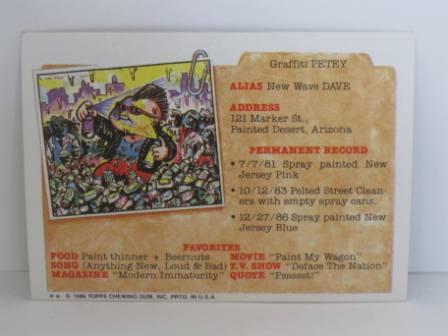 Graffiti PETEY
ALIAS New Wave DAVE
ADDRESS
121 Marker St.,
Painted Desert, Arizona
PERMANENT RECORD
• 7/7/81 Spray painted New
Jersey Pink
• 10/12/83 Pelted Street Clean-
ers with empty spray cans.
• 12/27/86 Spray painted New
Jersey Blue
FAVORITES
FOOD Paint thinner + Beernuts
SONG (Anything New, Loud & Bad)
MAGAZINE "Modern Immaturity"
MOVIE "Paint My Wagon"
T.V. SHOW "Deface The Nation"
QUOTE "Psssst!"
★★ © 1986 TOPPS CHEWING GUM, INC. PRTD. IN U.S.A.